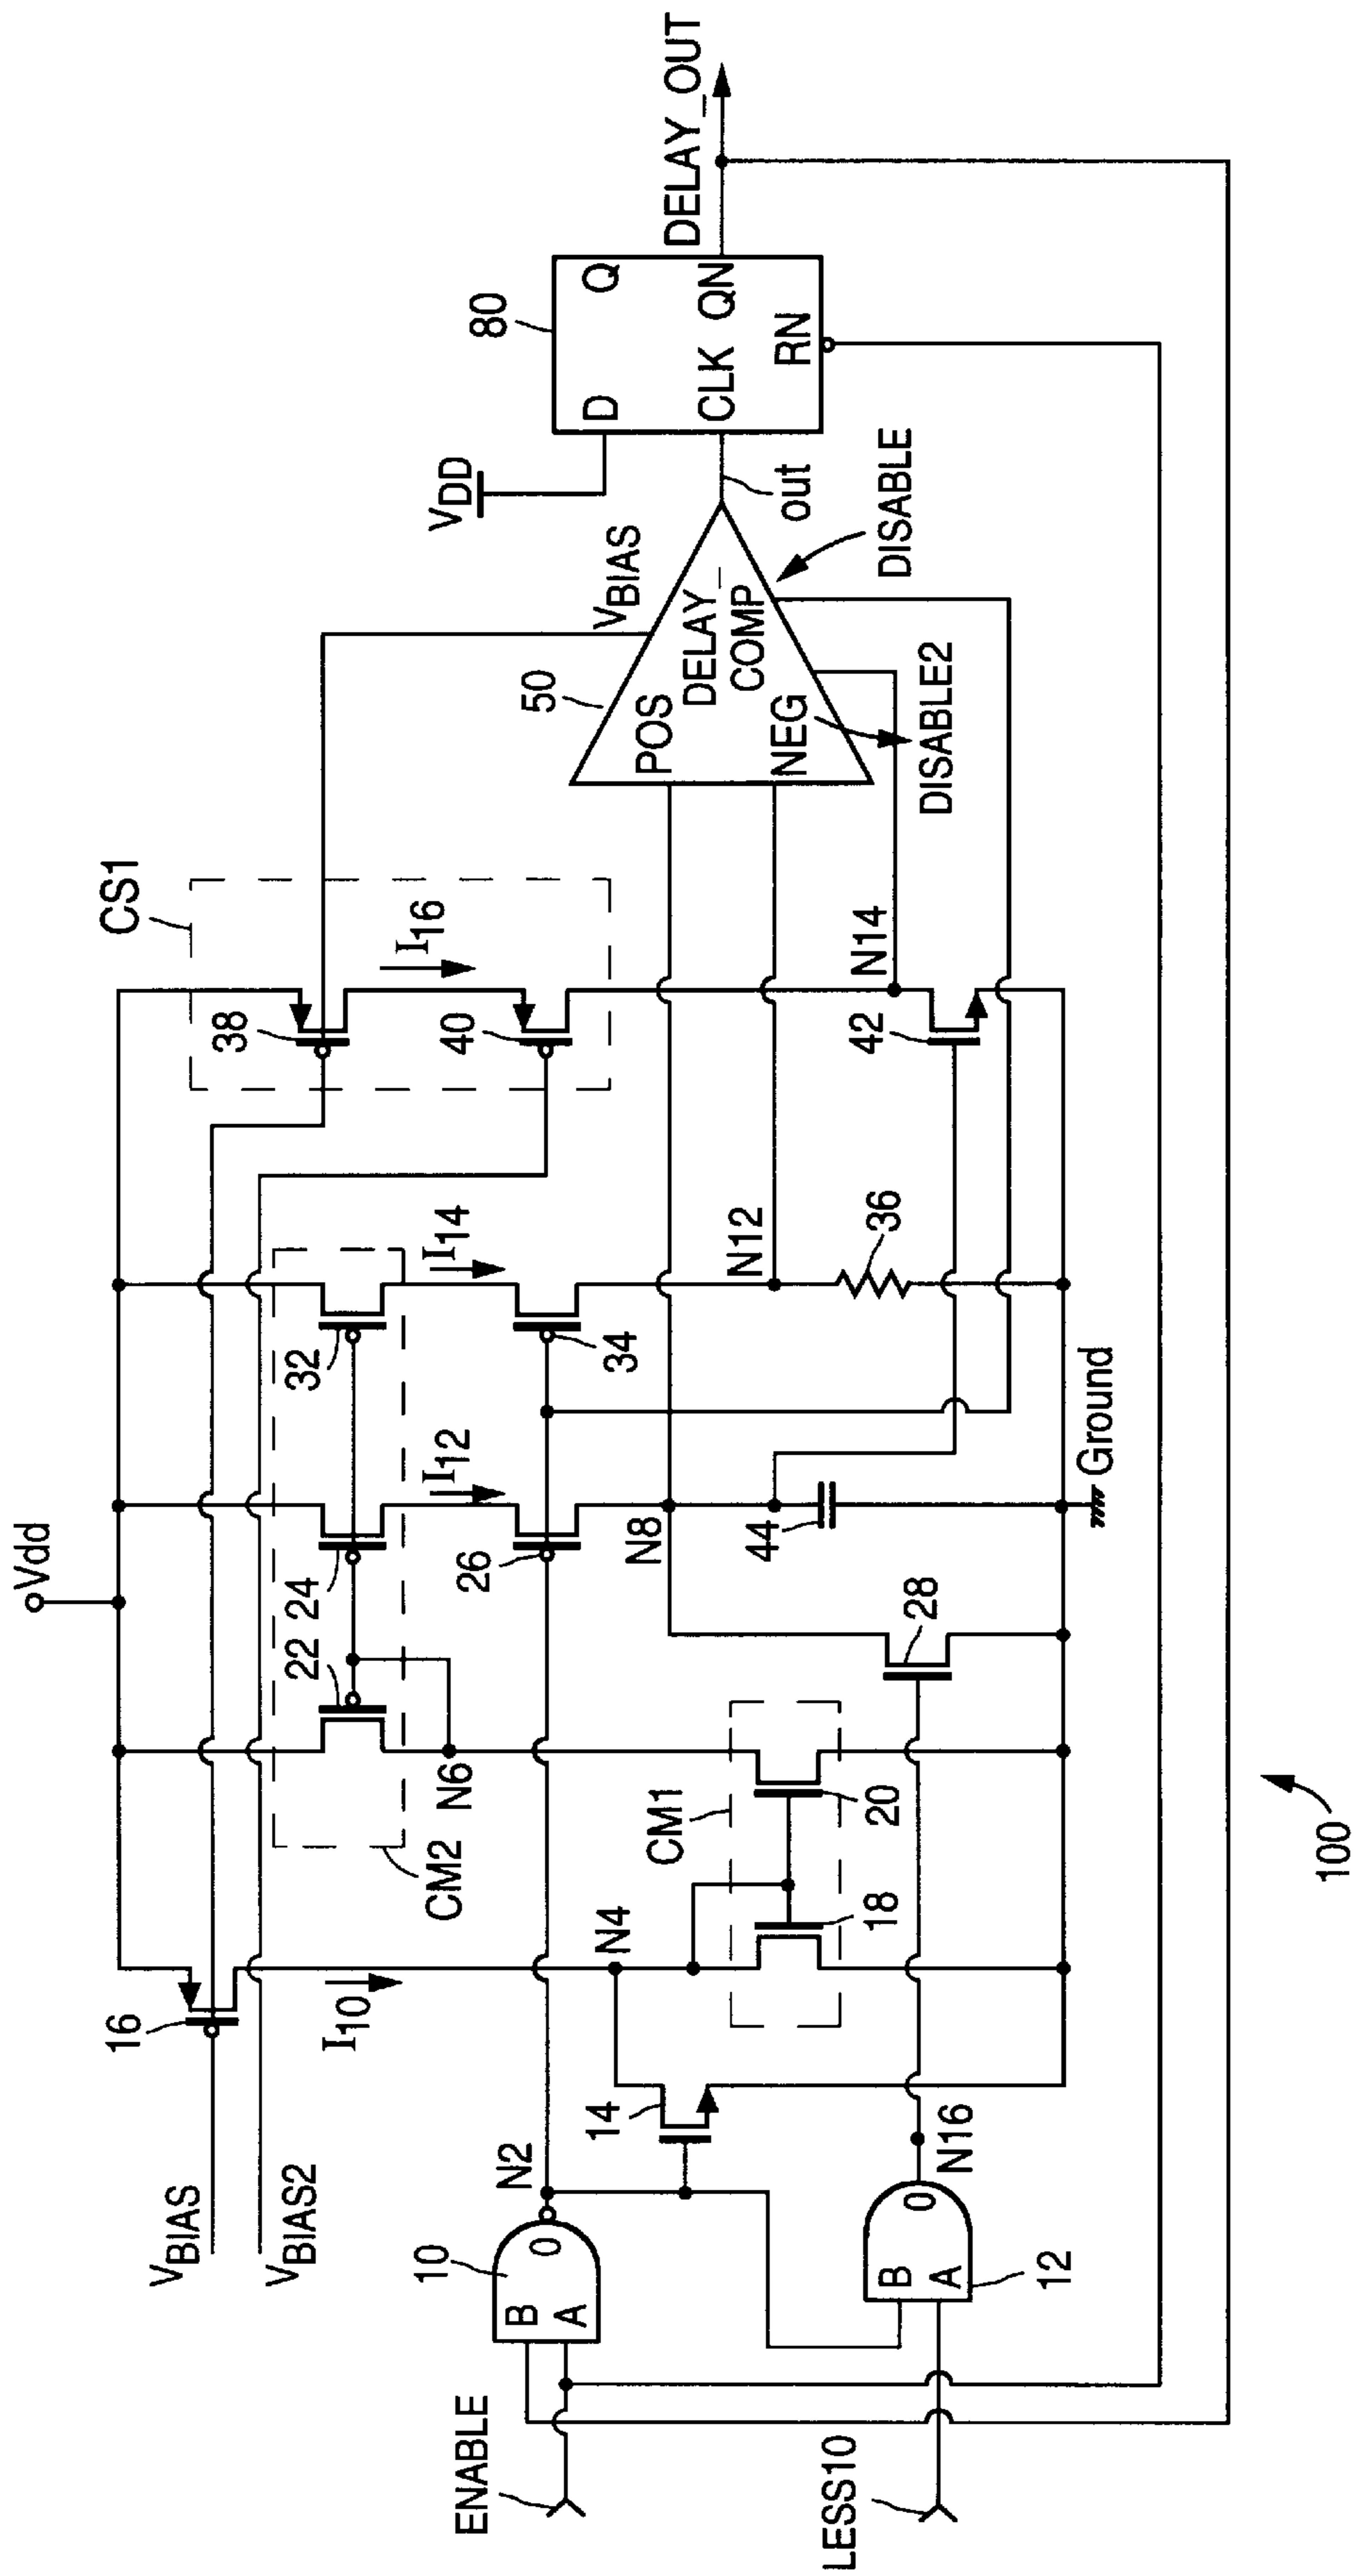 Vdd
CS1
VBIAS
VBIAS2
16
I10
CM2
22
24
32
I12
I14
38
I16
40
VBIAS
VDD
80
D
Q
CLK
QN
RN
DELAY_OUT
ENABLE
B
A
O
10
N2
14
N4
N6
26
34
50
POS
NEG
DELAY_
COMP
out
DISABLE
DISABLE2
CM1
18
20
N8
28
44
N12
36
N14
42
Ground
LESS10
B
A
O
12
N16
100